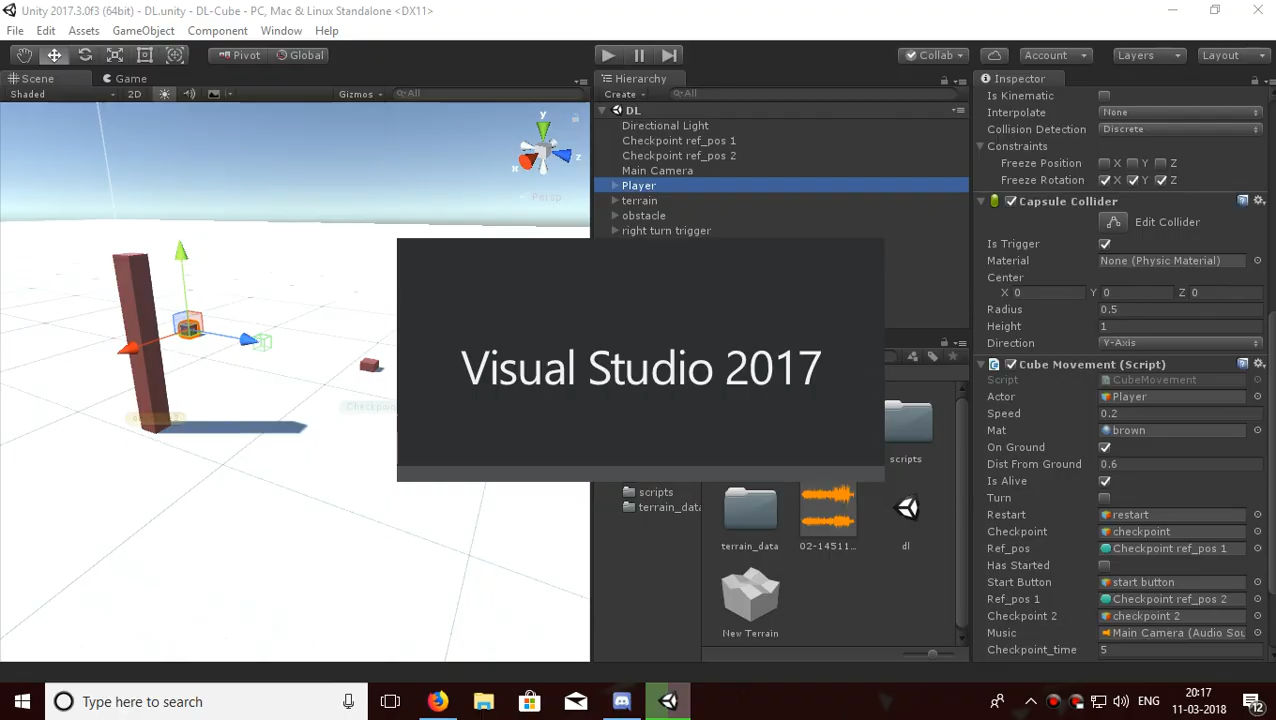 Unity 2017.3.0f3 (64bit) - DL.unity - DL-Cube - PC, Mac & Linux Standalone <DX11>
File Edit Assets GameObject Component Window Help
Pivot Global Collab Account Layers Layout
Scene Game
Shaded 2D Gizmos All
y
x
z
Persp
Hierarchy
Create All
DL
Directional Light
Checkpoint ref_pos 1
Checkpoint ref_pos 2
Main Camera
Player
terrain
obstacle
right turn trigger
Visual Studio 2017
scripts
scripts
terrain_data
terrain_data
02-14511...
dl
New Terrain
Inspector
Is Kinematic
Interpolate None
Collision Detection Discrete
Constraints
Freeze Position X Y Z
Freeze Rotation X Y Z
Capsule Collider
Edit Collider
Is Trigger
Material None (Physic Material)
Center
X 0 Y 0 Z 0
Radius 0.5
Height 1
Direction Y-Axis
Cube Movement (Script)
Script CubeMovement
Actor Player
Speed 0.2
Mat brown
On Ground
Dist From Ground 0.6
Is Alive
Turn
Restart restart
Checkpoint checkpoint
Ref_pos Checkpoint ref_pos 1
Has Started
Start Button start button
Ref_pos 1 Checkpoint ref_pos 2
Checkpoint 2 checkpoint 2
Music Main Camera (Audio Sou
Checkpoint_time 5
Type here to search
ENG
20:17
11-03-2018
12